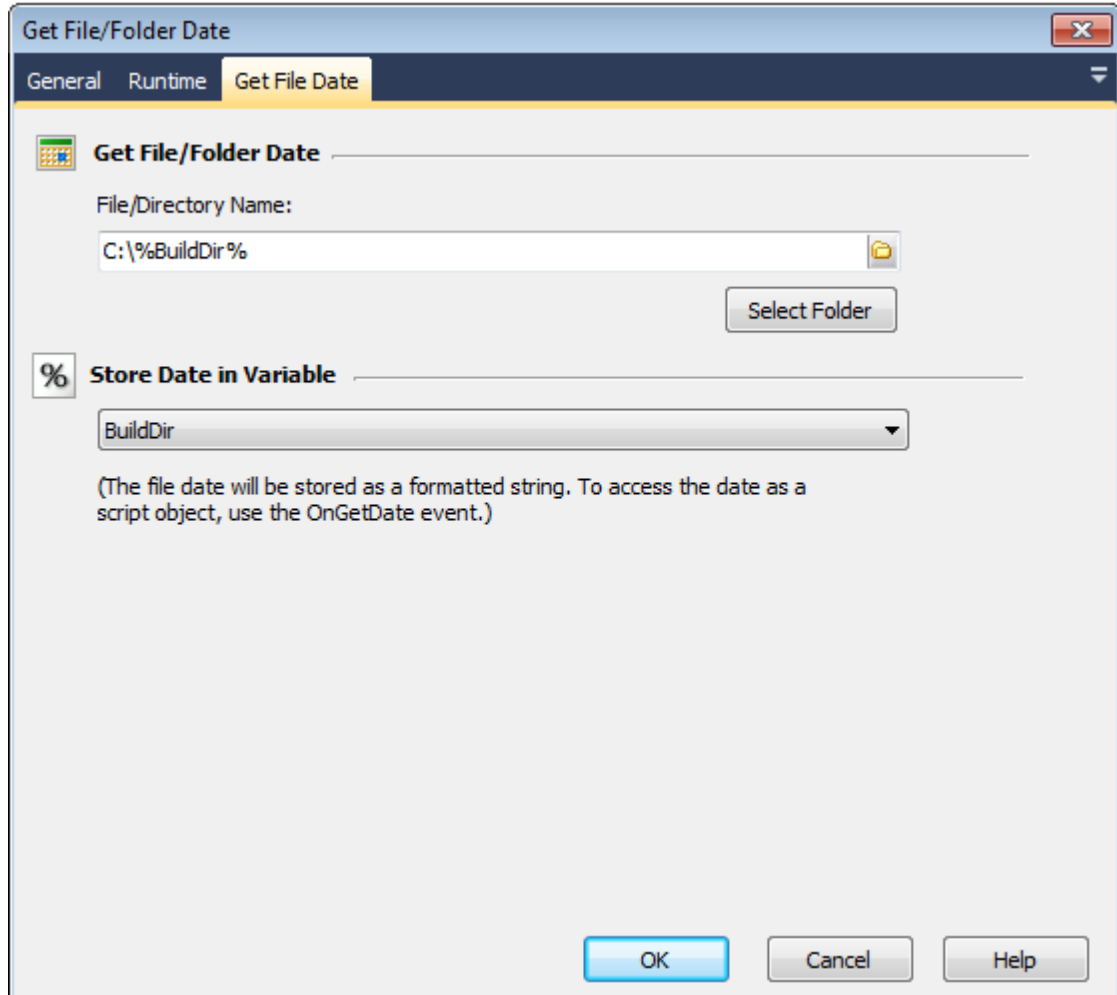 Get File/Folder Date
General Runtime Get File Date
Get File/Folder Date
File/Directory Name:
C:\%BuildDir%
Select Folder
% Store Date in Variable
BuildDir
(The file date will be stored as a formatted string. To access the date as a
script object, use the OnGetDate event.)
OK Cancel Help